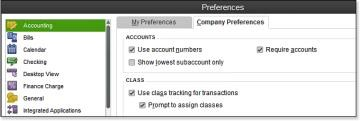 Preferences
Accounting
Bills
Calendar
Checking
Desktop View
Finance Charge
General
Integrated Applications
My Preferences
Company Preferences
ACCOUNTS
Use account numbers
Require accounts
Show lowest subaccount only
CLASS
Use class tracking for transactions
Prompt to assign classes